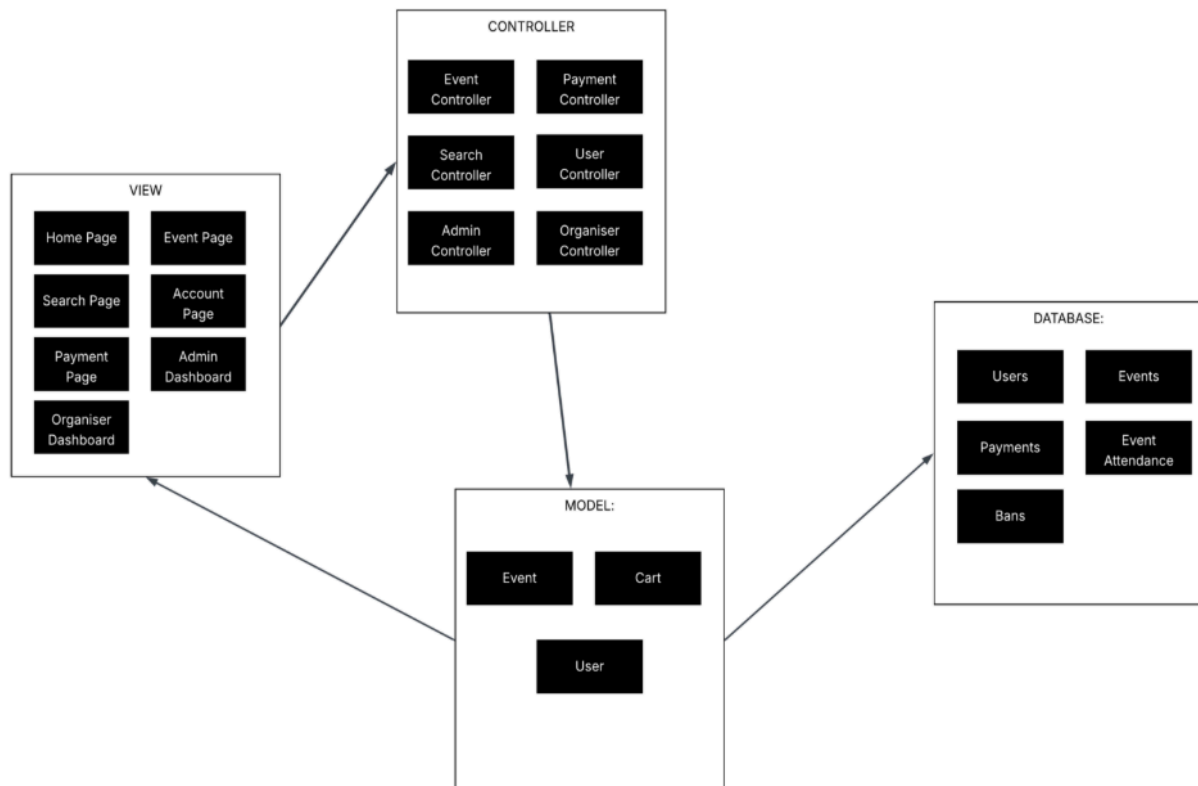 CONTROLLER
Event
Controller
Payment
Controller
Search
Controller
User
Controller
Admin
Controller
Organiser
Controller
VIEW
Home Page
Event Page
Search Page
Account
Page
Payment
Page
Admin
Dashboard
Organiser
Dashboard
DATABASE:
Users
Events
Payments
Event
Attendance
Bans
MODEL:
Event
Cart
User